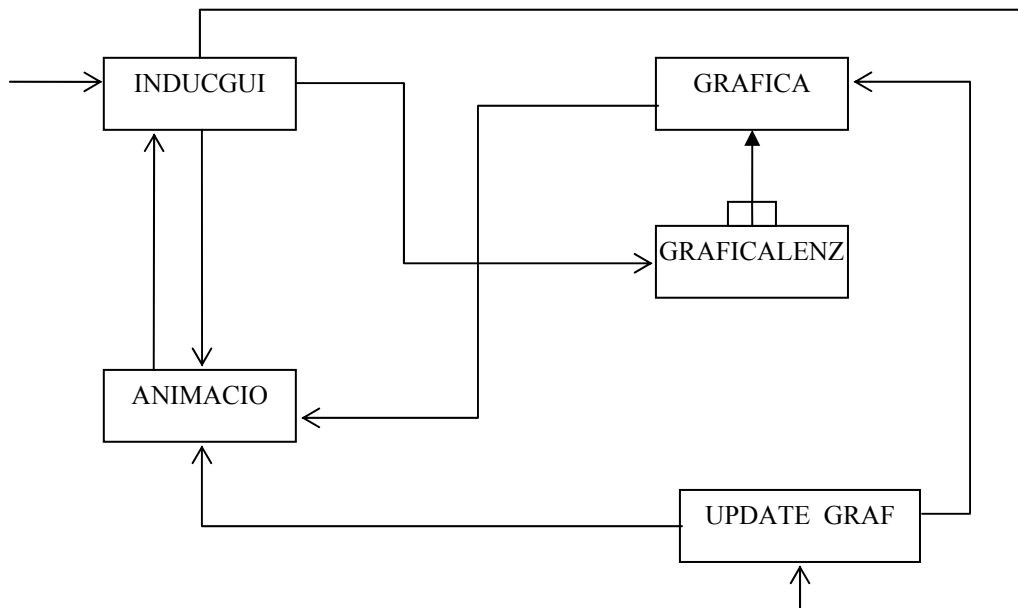 INDUCGUI
GRAFICA
GRAFICALENZ
ANIMACIO
UPDATE GRAF